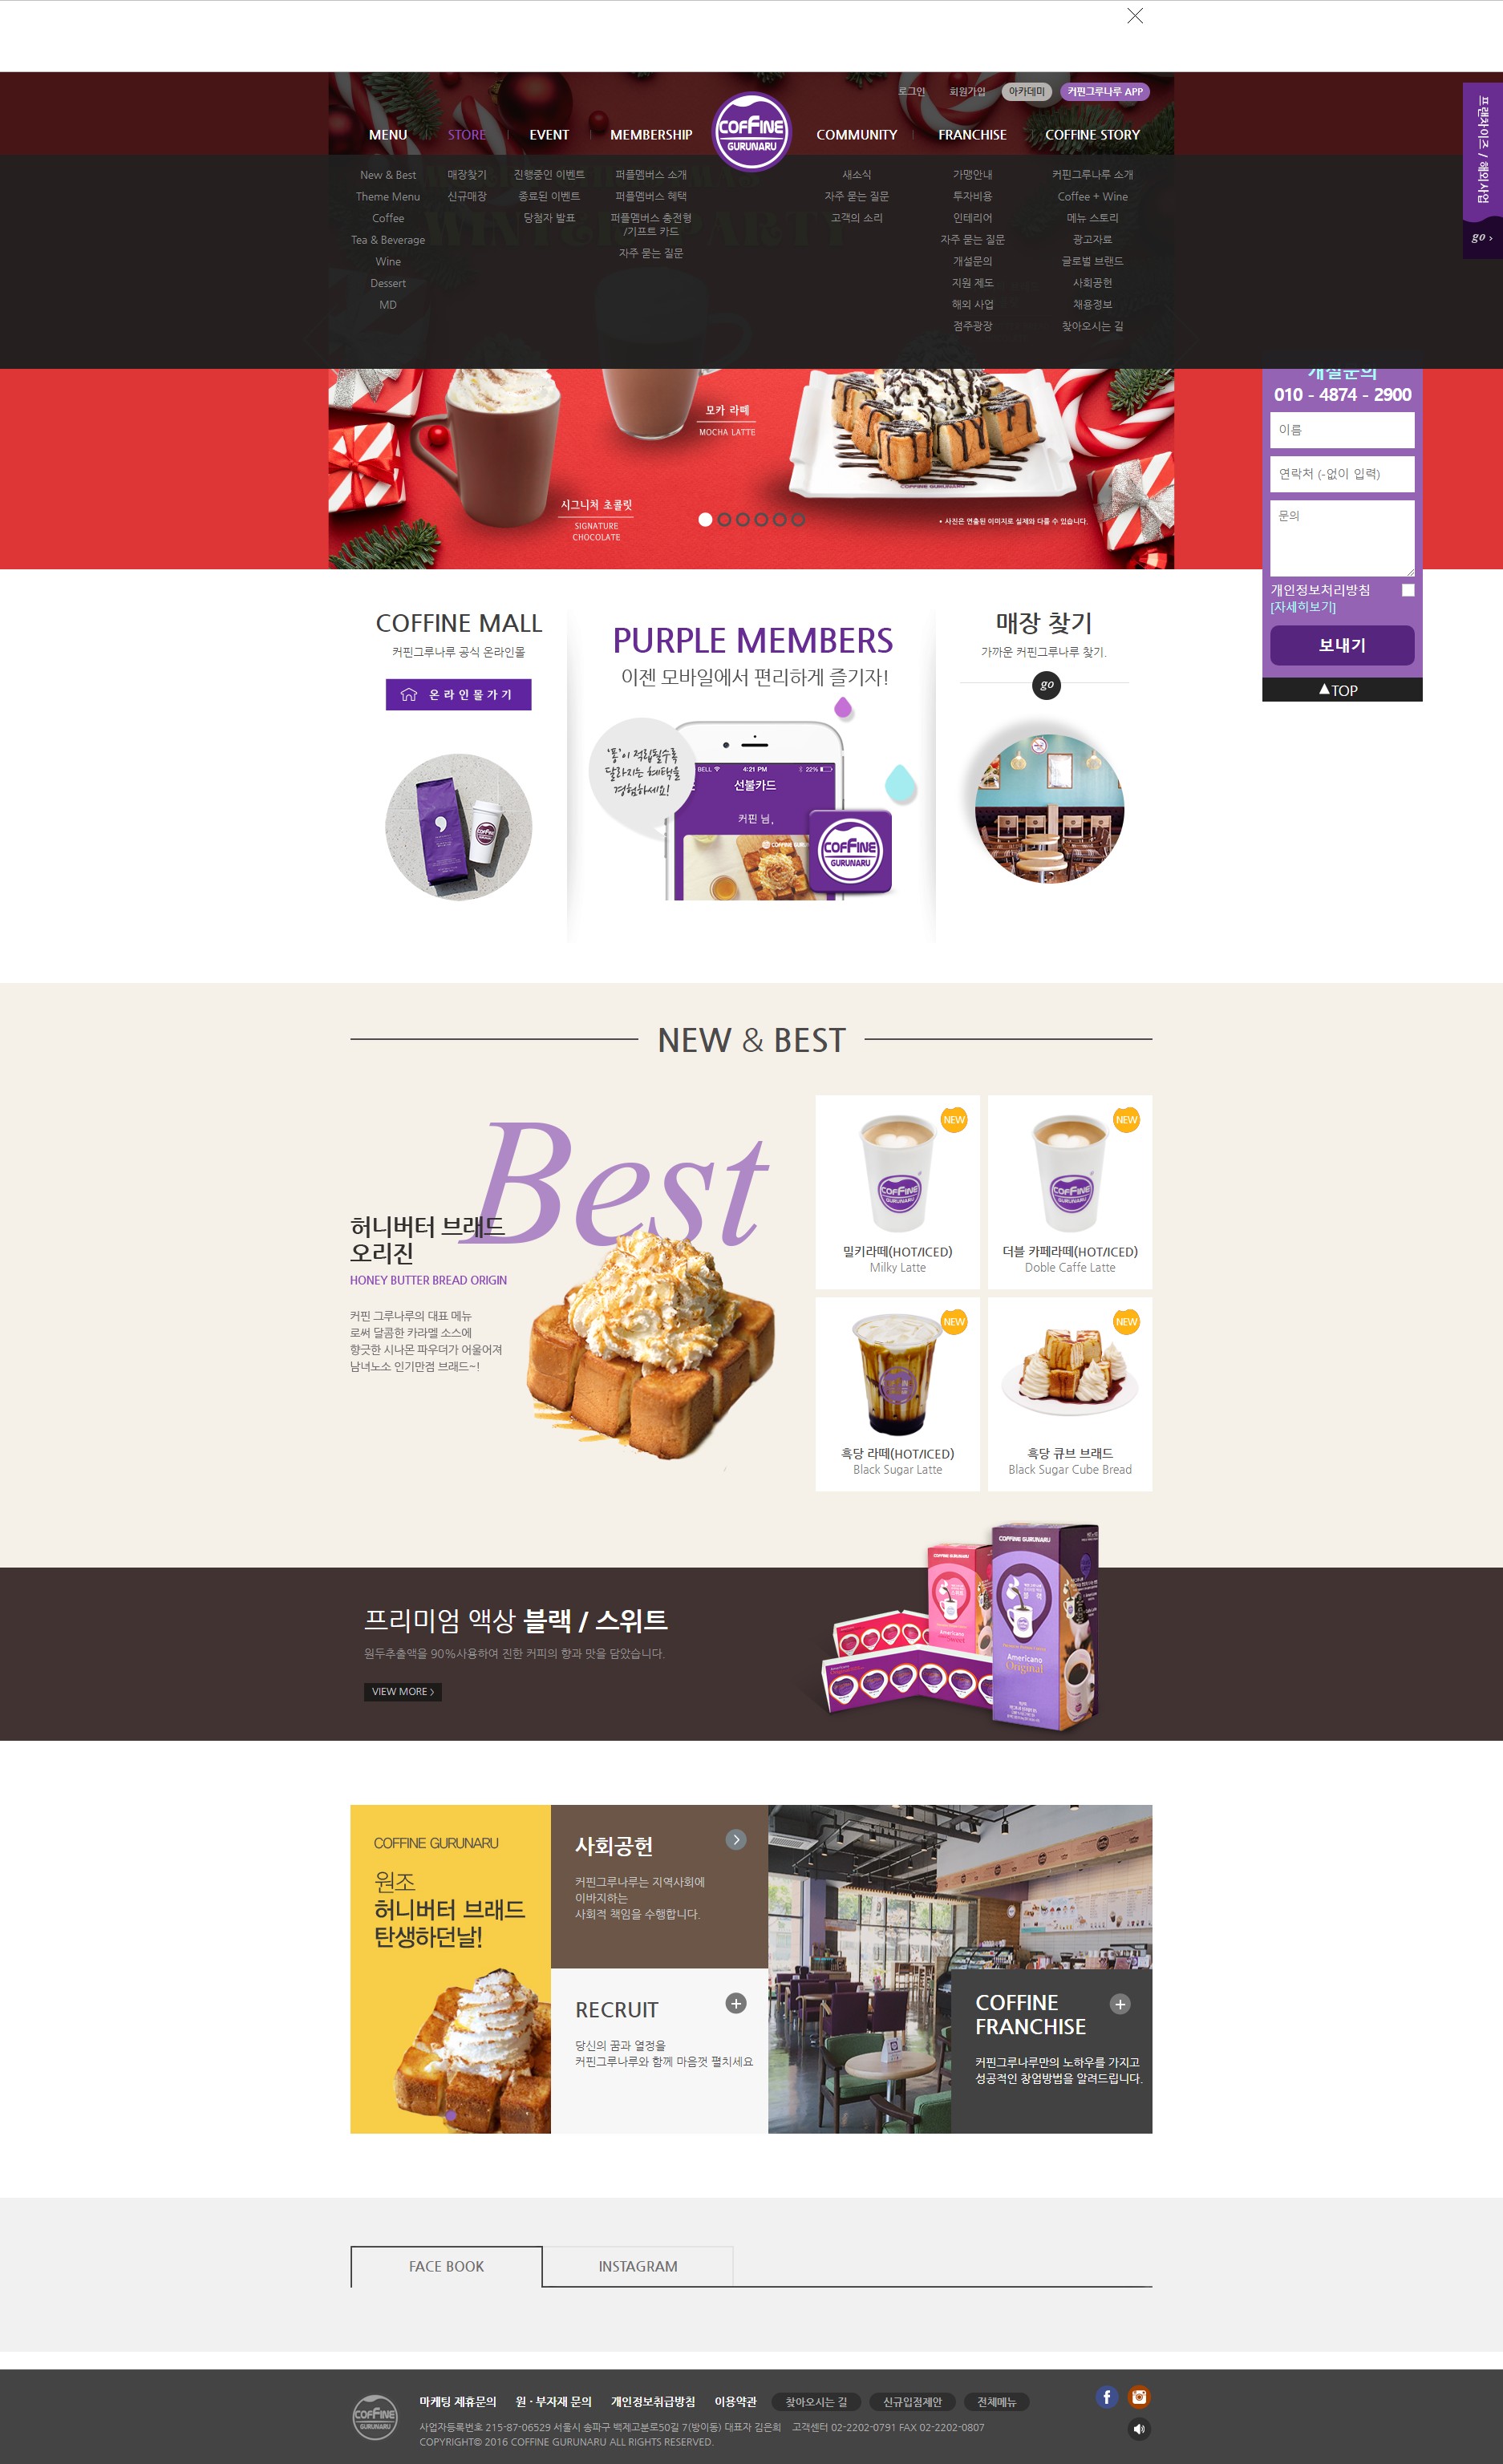 로그인 회원가입 아카데미 커핀그루나루 APP
MENU STORE EVENT MEMBERSHIP COFFINE GURUNARU COMMUNITY FRANCHISE COFFINE STORY
New & Best
Theme Menu
Coffee
Tea & Beverage
Wine
Dessert
MD
매장찾기
신규매장
진행중인 이벤트
종료된 이벤트
당첨자 발표
퍼플멤버스 소개
퍼플멤버스 혜택
퍼플멤버스 충전형
/기프트 카드
자주 묻는 질문
새소식
자주 묻는 질문
고객의 소리
가맹안내
투자비용
인테리어
자주 묻는 질문
개설문의
지원 제도
해외 사업
점주광장
커핀그루나루 소개
Coffee + Wine
메뉴 스토리
광고자료
글로벌 브랜드
사회공헌
채용정보
찾아오시는 길
프랜차이즈 / 해외사업
go ›
WINTER PARTY
모카 라떼
MOCHA LATTE
시그니처 초콜릿
SIGNATURE
CHOCOLATE
COFFINE GURUNARU
* 사진은 연출된 이미지로 실제와 다를 수 있습니다.
개설문의
010 - 4874 - 2900
이름
연락처 (-없이 입력)
문의
개인정보처리방침
[자세히보기]
보내기
▲TOP
COFFINE MALL
커핀그루나루 공식 온라인몰
온라인몰가기
PURPLE MEMBERS
이젠 모바일에서 편리하게 즐기자!
'퐁'이 적립될수록
달라지는 혜택을
경험하세요!
BELL 4:21 PM 22%
선불카드
커핀 님,
COFFINE GURUNARU
COFFINE
GURUNARU
매장 찾기
가까운 커핀그루나루 찾기.
go
NEW & BEST
Best
허니버터 브래드
오리진
HONEY BUTTER BREAD ORIGIN
커핀 그루나루의 대표 메뉴
로써 달콤한 카라멜 소스에
향긋한 시나몬 파우더가 어울어져
남녀노소 인기만점 브래드~!
NEW
밀키라떼(HOT/ICED)
Milky Latte
NEW
더블 카페라떼(HOT/ICED)
Doble Caffe Latte
NEW
흑당 라떼(HOT/ICED)
Black Sugar Latte
NEW
흑당 큐브 브래드
Black Sugar Cube Bread
프리미엄 액상 블랙 / 스위트
원두추출액을 90%사용하여 진한 커피의 향과 맛을 담았습니다.
VIEW MORE >
COFFINE GURUNARU
Americano
Original
COFFINE GURUNARU
원조
허니버터 브래드
탄생하던날!
사회공헌
커핀그루나루는 지역사회에
이바지하는
사회적 책임을 수행합니다.
RECRUIT
당신의 꿈과 열정을
커핀그루나루와 함께 마음껏 펼치세요
COFFINE
FRANCHISE
커핀그루나루만의 노하우를 가지고
성공적인 창업방법을 알려드립니다.
FACE BOOK INSTAGRAM
COFFINE GURUNARU
마케팅 제휴문의 원 · 부자재 문의 개인정보취급방침 이용약관 찾아오시는 길 신규입점제안 전체메뉴
사업자등록번호 215-87-06529 서울시 송파구 백제고분로50길 7(방이동) 대표자 김은희 고객센터 02-2202-0791 FAX 02-2202-0807
COPYRIGHT© 2016 COFFINE GURUNARU ALL RIGHTS RESERVED.